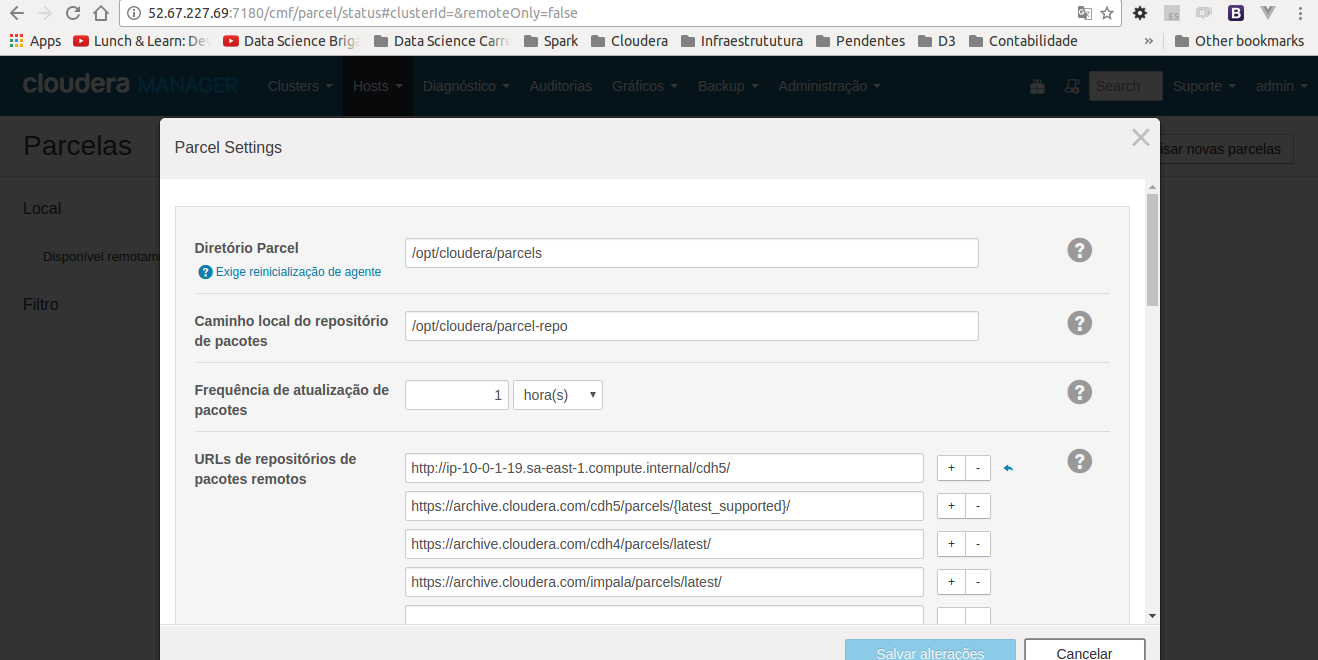 52.67.227.69:7180/cmf/parcel/status#clusterId=&remoteOnly=false
Apps Lunch & Learn: De Data Science Briga Data Science Carre Spark Cloudera Infraestrututura Pendentes D3 Contabilidade » Other bookmarks
cloudera MANAGER Clusters Hosts Diagnóstico Auditorias Gráficos Backup Administração Search Suporte admin
Parcelas
isar novas parcelas
Parcel Settings
Local
Disponível remotam
Filtro
Diretório Parcel
/opt/cloudera/parcels
? Exige reinicialização de agente
Caminho local do repositório de pacotes
/opt/cloudera/parcel-repo
Frequência de atualização de pacotes
1 hora(s)
URLs de repositórios de pacotes remotos
http://ip-10-0-1-19.sa-east-1.compute.internal/cdh5/ + -
https://archive.cloudera.com/cdh5/parcels/{latest_supported}/ + -
https://archive.cloudera.com/cdh4/parcels/latest/ + -
https://archive.cloudera.com/impala/parcels/latest/ + -
Salvar alterações Cancelar